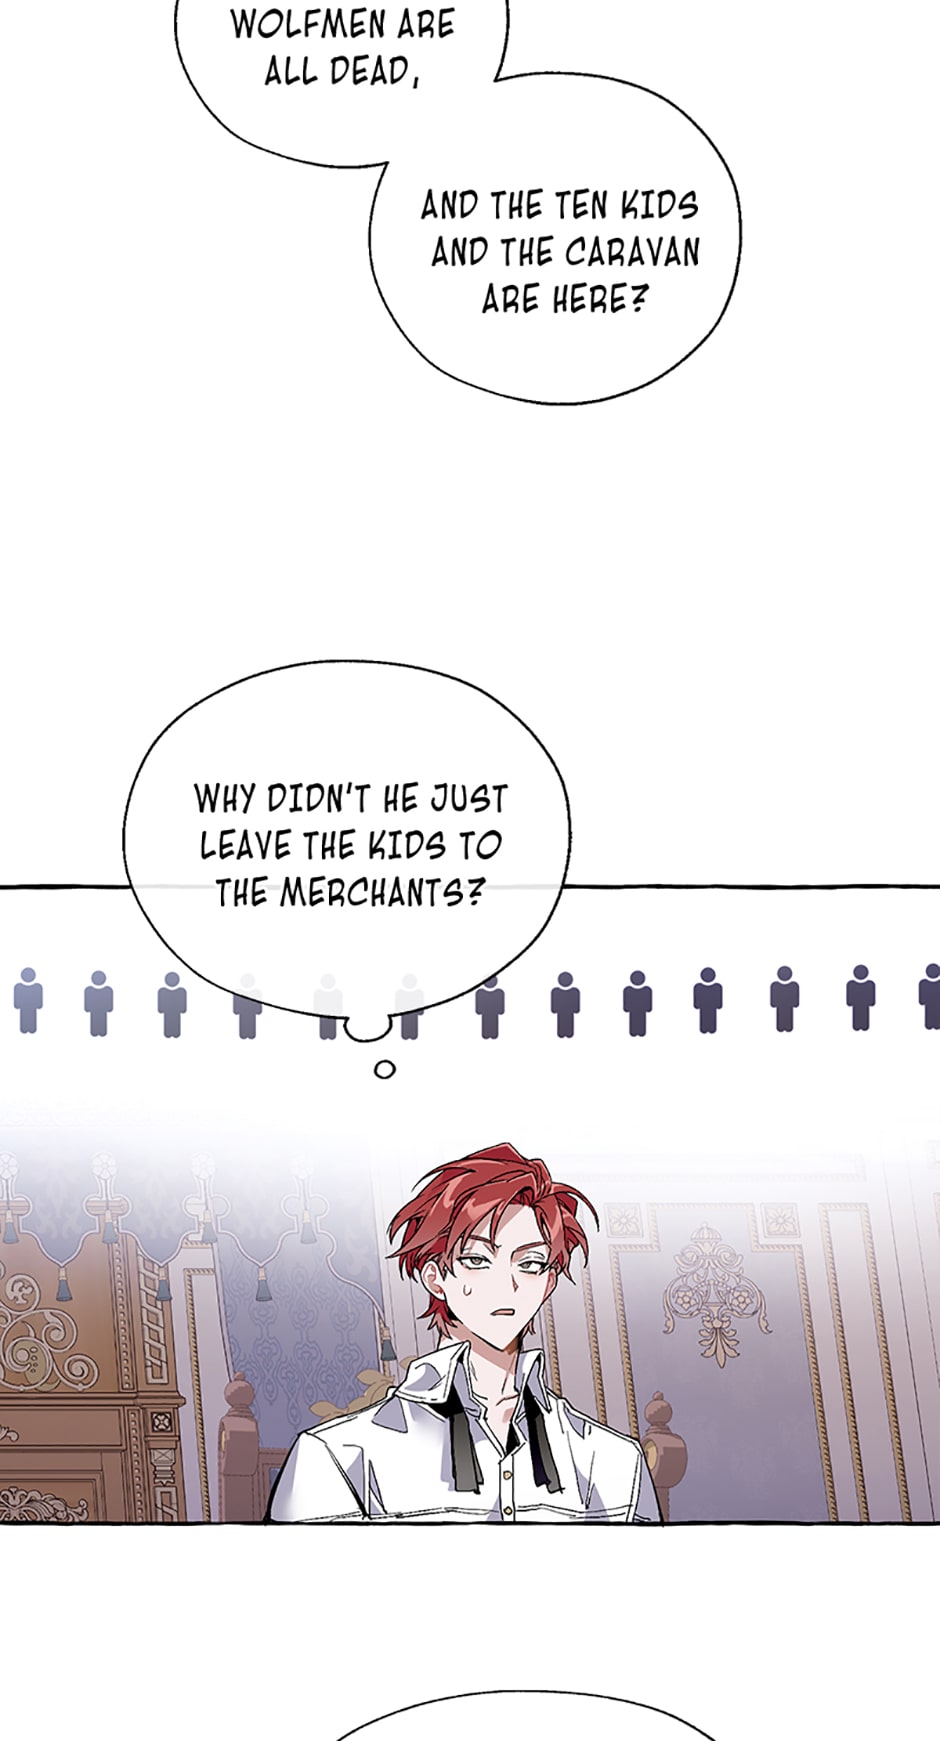 WOLFMEN ARE
ALL DEAD,
AND THE TEN KIDS
AND THE CARAVAN
ARE HERE?
WHY DIDN'T HE JUST
LEAVE THE KIDS TO
THE MERCHANTS?